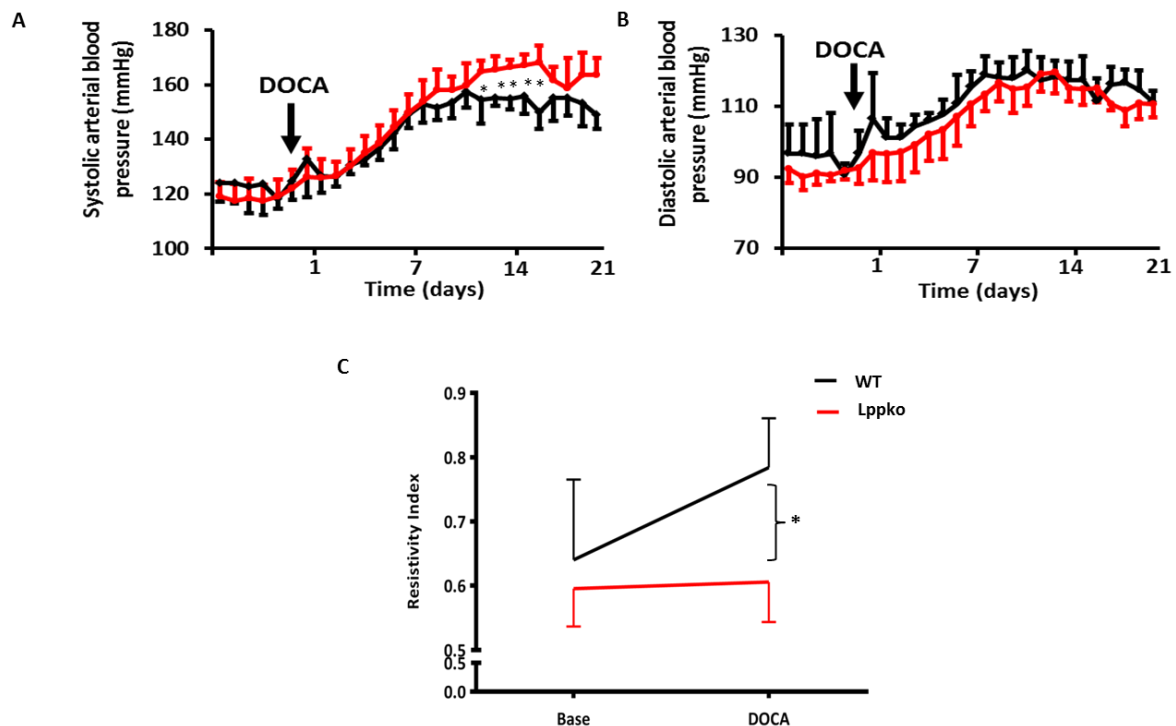 A
Systolic arterial blood
pressure (mmHg)
180
160
140
120
100
DOCA
* * * * *
1
7
14
21
Time (days)
B
Diastolic arterial blood
pressure (mmHg)
130
110
90
70
DOCA
1
7
14
21
Time (days)
C
WT
Lppko
Resistivity Index
0.9
0.8
0.7
0.6
0.5
0.5
0.0
*
Base
DOCA